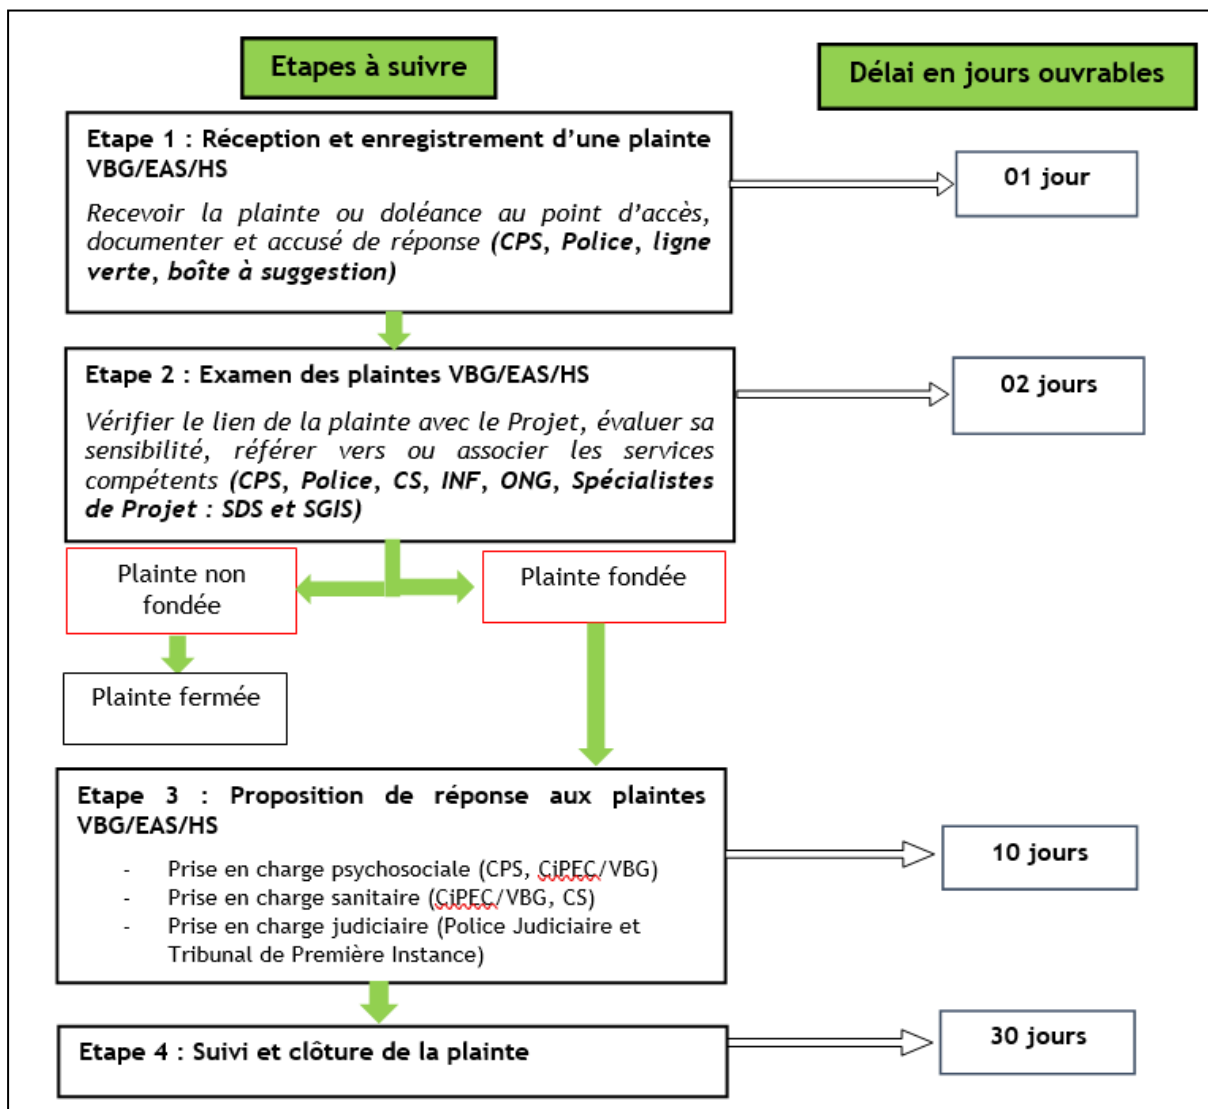 Etapes à suivre
Délai en jours ouvrables
Etape 1 : Réception et enregistrement d’une plainte
VBG/EAS/HS
Recevoir la plainte ou doléance au point d’accès,
documenter et accusé de réponse (CPS, Police, ligne
verte, boîte à suggestion)
01 jour
Etape 2 : Examen des plaintes VBG/EAS/HS
Vérifier le lien de la plainte avec le Projet, évaluer sa
sensibilité, référer vers ou associer les services
compétents (CPS, Police, CS, INF, ONG, Spécialistes
de Projet : SDS et SGIS)
02 jours
Plainte non
fondée
Plainte fondée
Plainte fermée
Etape 3 : Proposition de réponse aux plaintes
VBG/EAS/HS
- Prise en charge psychosociale (CPS, CiPEC/VBG)
- Prise en charge sanitaire (CiPEC/VBG, CS)
- Prise en charge judiciaire (Police Judiciaire et
Tribunal de Première Instance)
10 jours
Etape 4 : Suivi et clôture de la plainte
30 jours